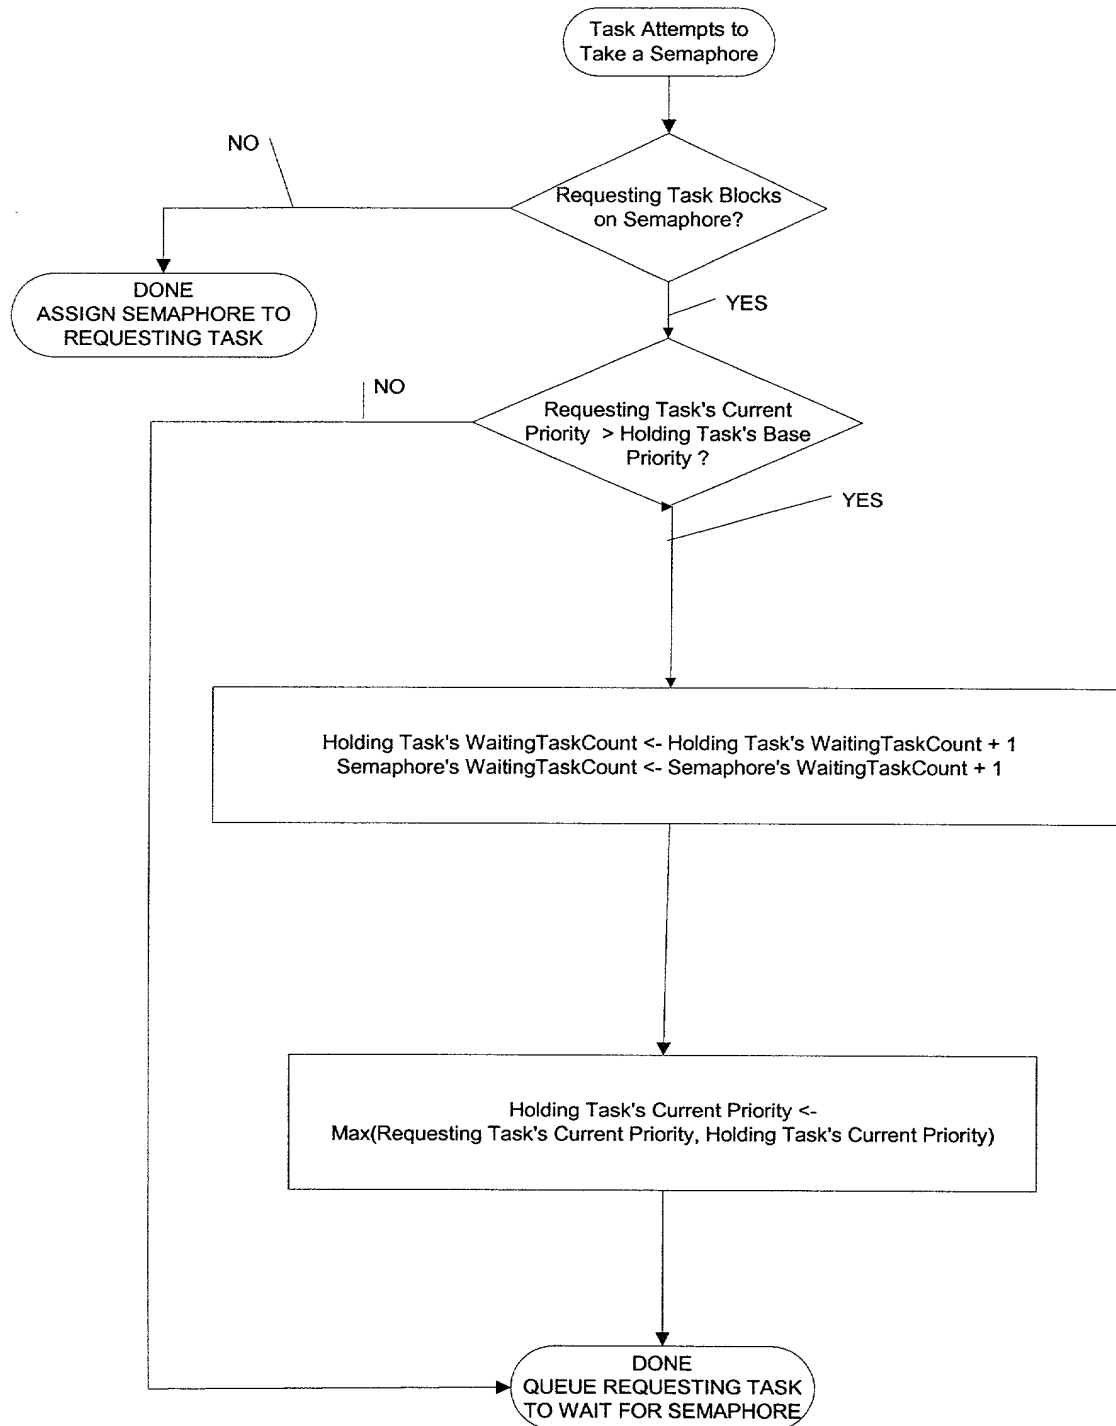 Task Attempts to
Take a Semaphore
NO
Requesting Task Blocks
on Semaphore?
DONE
ASSIGN SEMAPHORE TO
REQUESTING TASK
YES
NO
Requesting Task's Current
Priority > Holding Task's Base
Priority ?
YES
Holding Task's WaitingTaskCount <- Holding Task's WaitingTaskCount + 1
Semaphore's WaitingTaskCount <- Semaphore's WaitingTaskCount + 1
Holding Task's Current Priority <-
Max(Requesting Task's Current Priority, Holding Task's Current Priority)
DONE
QUEUE REQUESTING TASK
TO WAIT FOR SEMAPHORE